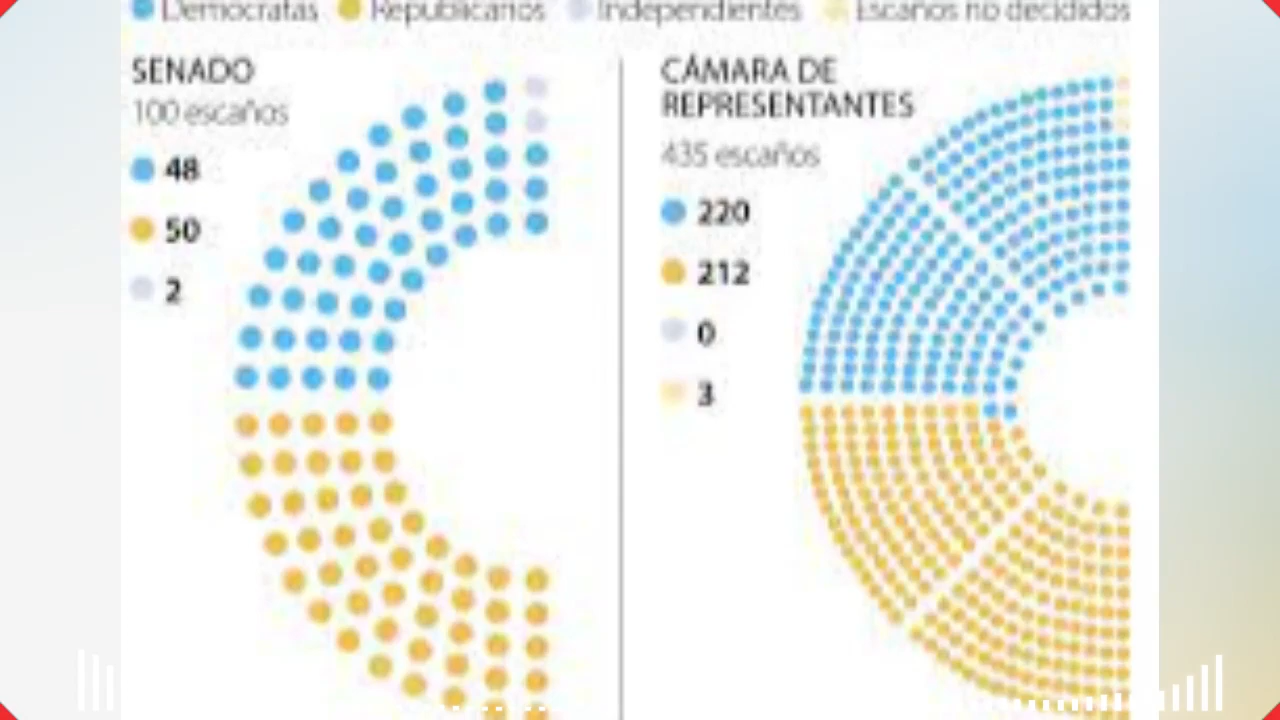 Demócratas Republicanos Independientes Escaños no decididos
SENADO
100 escaños
48
50
2
CÁMARA DE
REPRESENTANTES
435 escaños
220
212
0
3